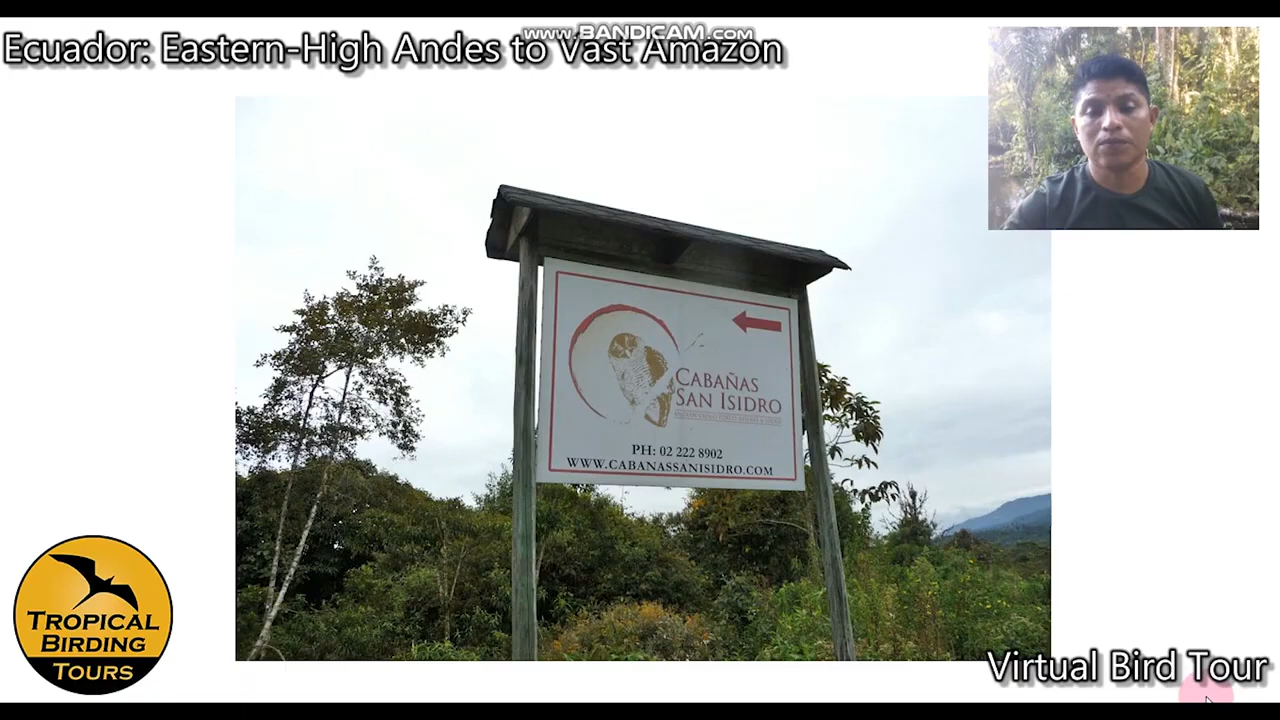 WWW.BANDICAM.COM
Ecuador: Eastern-High Andes to Vast Amazon
CABAÑAS
SAN ISIDRO
PH: 02 222 8902
WWW.CABANASSANISIDRO.COM
TROPICAL
BIRDING
TOURS
Virtual Bird Tour